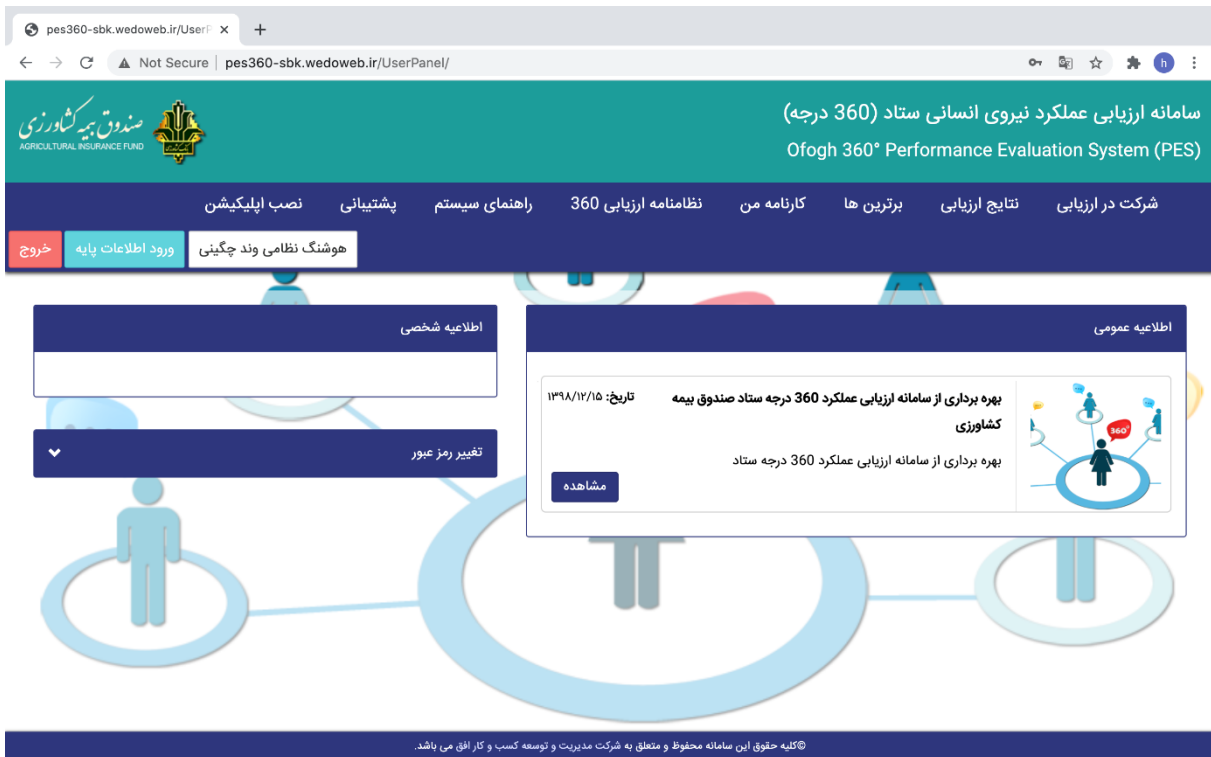 pes360-sbk.wedoweb.ir/UserP
Not Secure | pes360-sbk.wedoweb.ir/UserPanel/
h
سامانه ارزیابی عملکرد نیروی انسانی ستاد (360 درجه)
Ofogh 360° Performance Evaluation System (PES)
صندوق بیمه کشاورزی
AGRICULTURAL INSURANCE FUND
شرکت در ارزیابی نتایج ارزیابی برترین ها کارنامه من نظامنامه ارزیابی 360 راهنمای سیستم پشتیبانی نصب اپلیکیشن
هوشنگ نظامی وند چگینی ورود اطلاعات پایه خروج
اطلاعیه عمومی
بهره برداری از سامانه ارزیابی عملکرد 360 درجه ستاد صندوق بیمه
کشاورزی
تاریخ: ۱۳۹۸/۱۲/۱۵
بهره برداری از سامانه ارزیابی عملکرد 360 درجه ستاد
مشاهده
360°
اطلاعیه شخصی
تغییر رمز عبور
©کلیه حقوق این سامانه محفوظ و متعلق به شرکت مدیریت و توسعه کسب و کار افق می باشد.